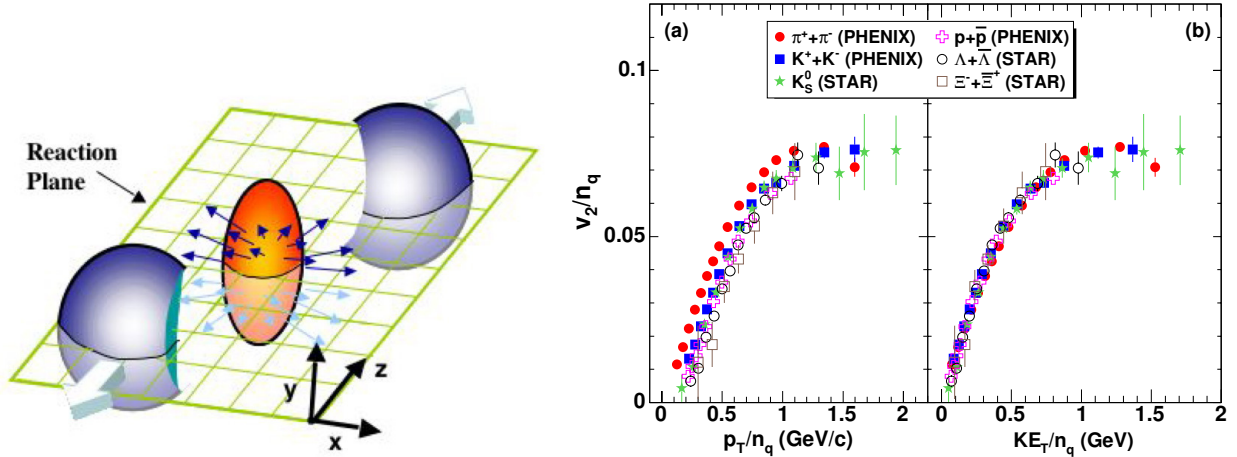 Reaction
Plane
y
z
x
(a)
(b)
π⁺+π⁻ (PHENIX)
K⁺+K⁻ (PHENIX)
K⁰_S (STAR)
p+p̅ (PHENIX)
Λ+Λ̅ (STAR)
Ξ⁻+Ξ̅⁺ (STAR)
v₂/n_q
0.1
0.05
0
0 0.5 1 1.5 2
0 0.5 1 1.5 2
p_T/n_q (GeV/c)
KE_T/n_q (GeV)